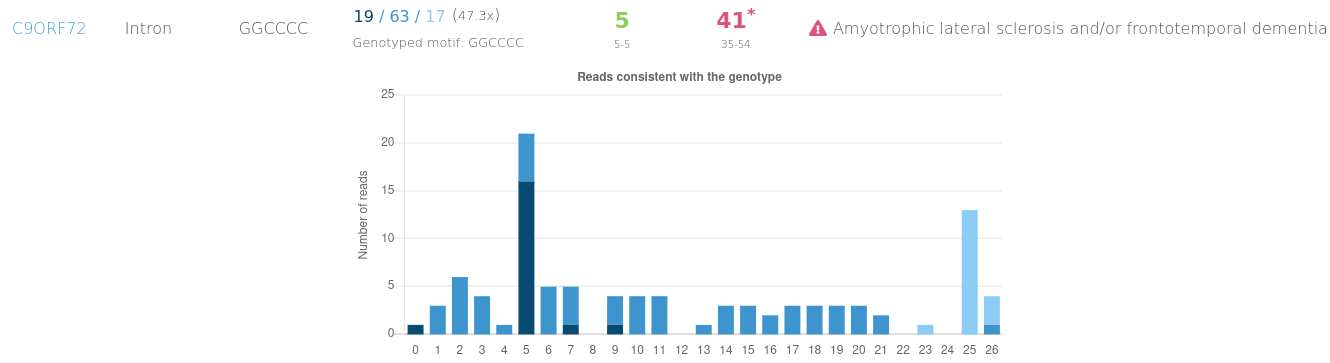 C9ORF72 Intron GGCCCC 19 / 63 / 17 (47.3x) 5 41* Amyotrophic lateral sclerosis and/or frontotemporal dementia
Genotyped motif: GGCCCC 5-5 35-54
Reads consistent with the genotype
25
20
15
10
5
0
Number of reads
0 1 2 3 4 5 6 7 8 9 10 11 12 13 14 15 16 17 18 19 20 21 22 23 24 25 26